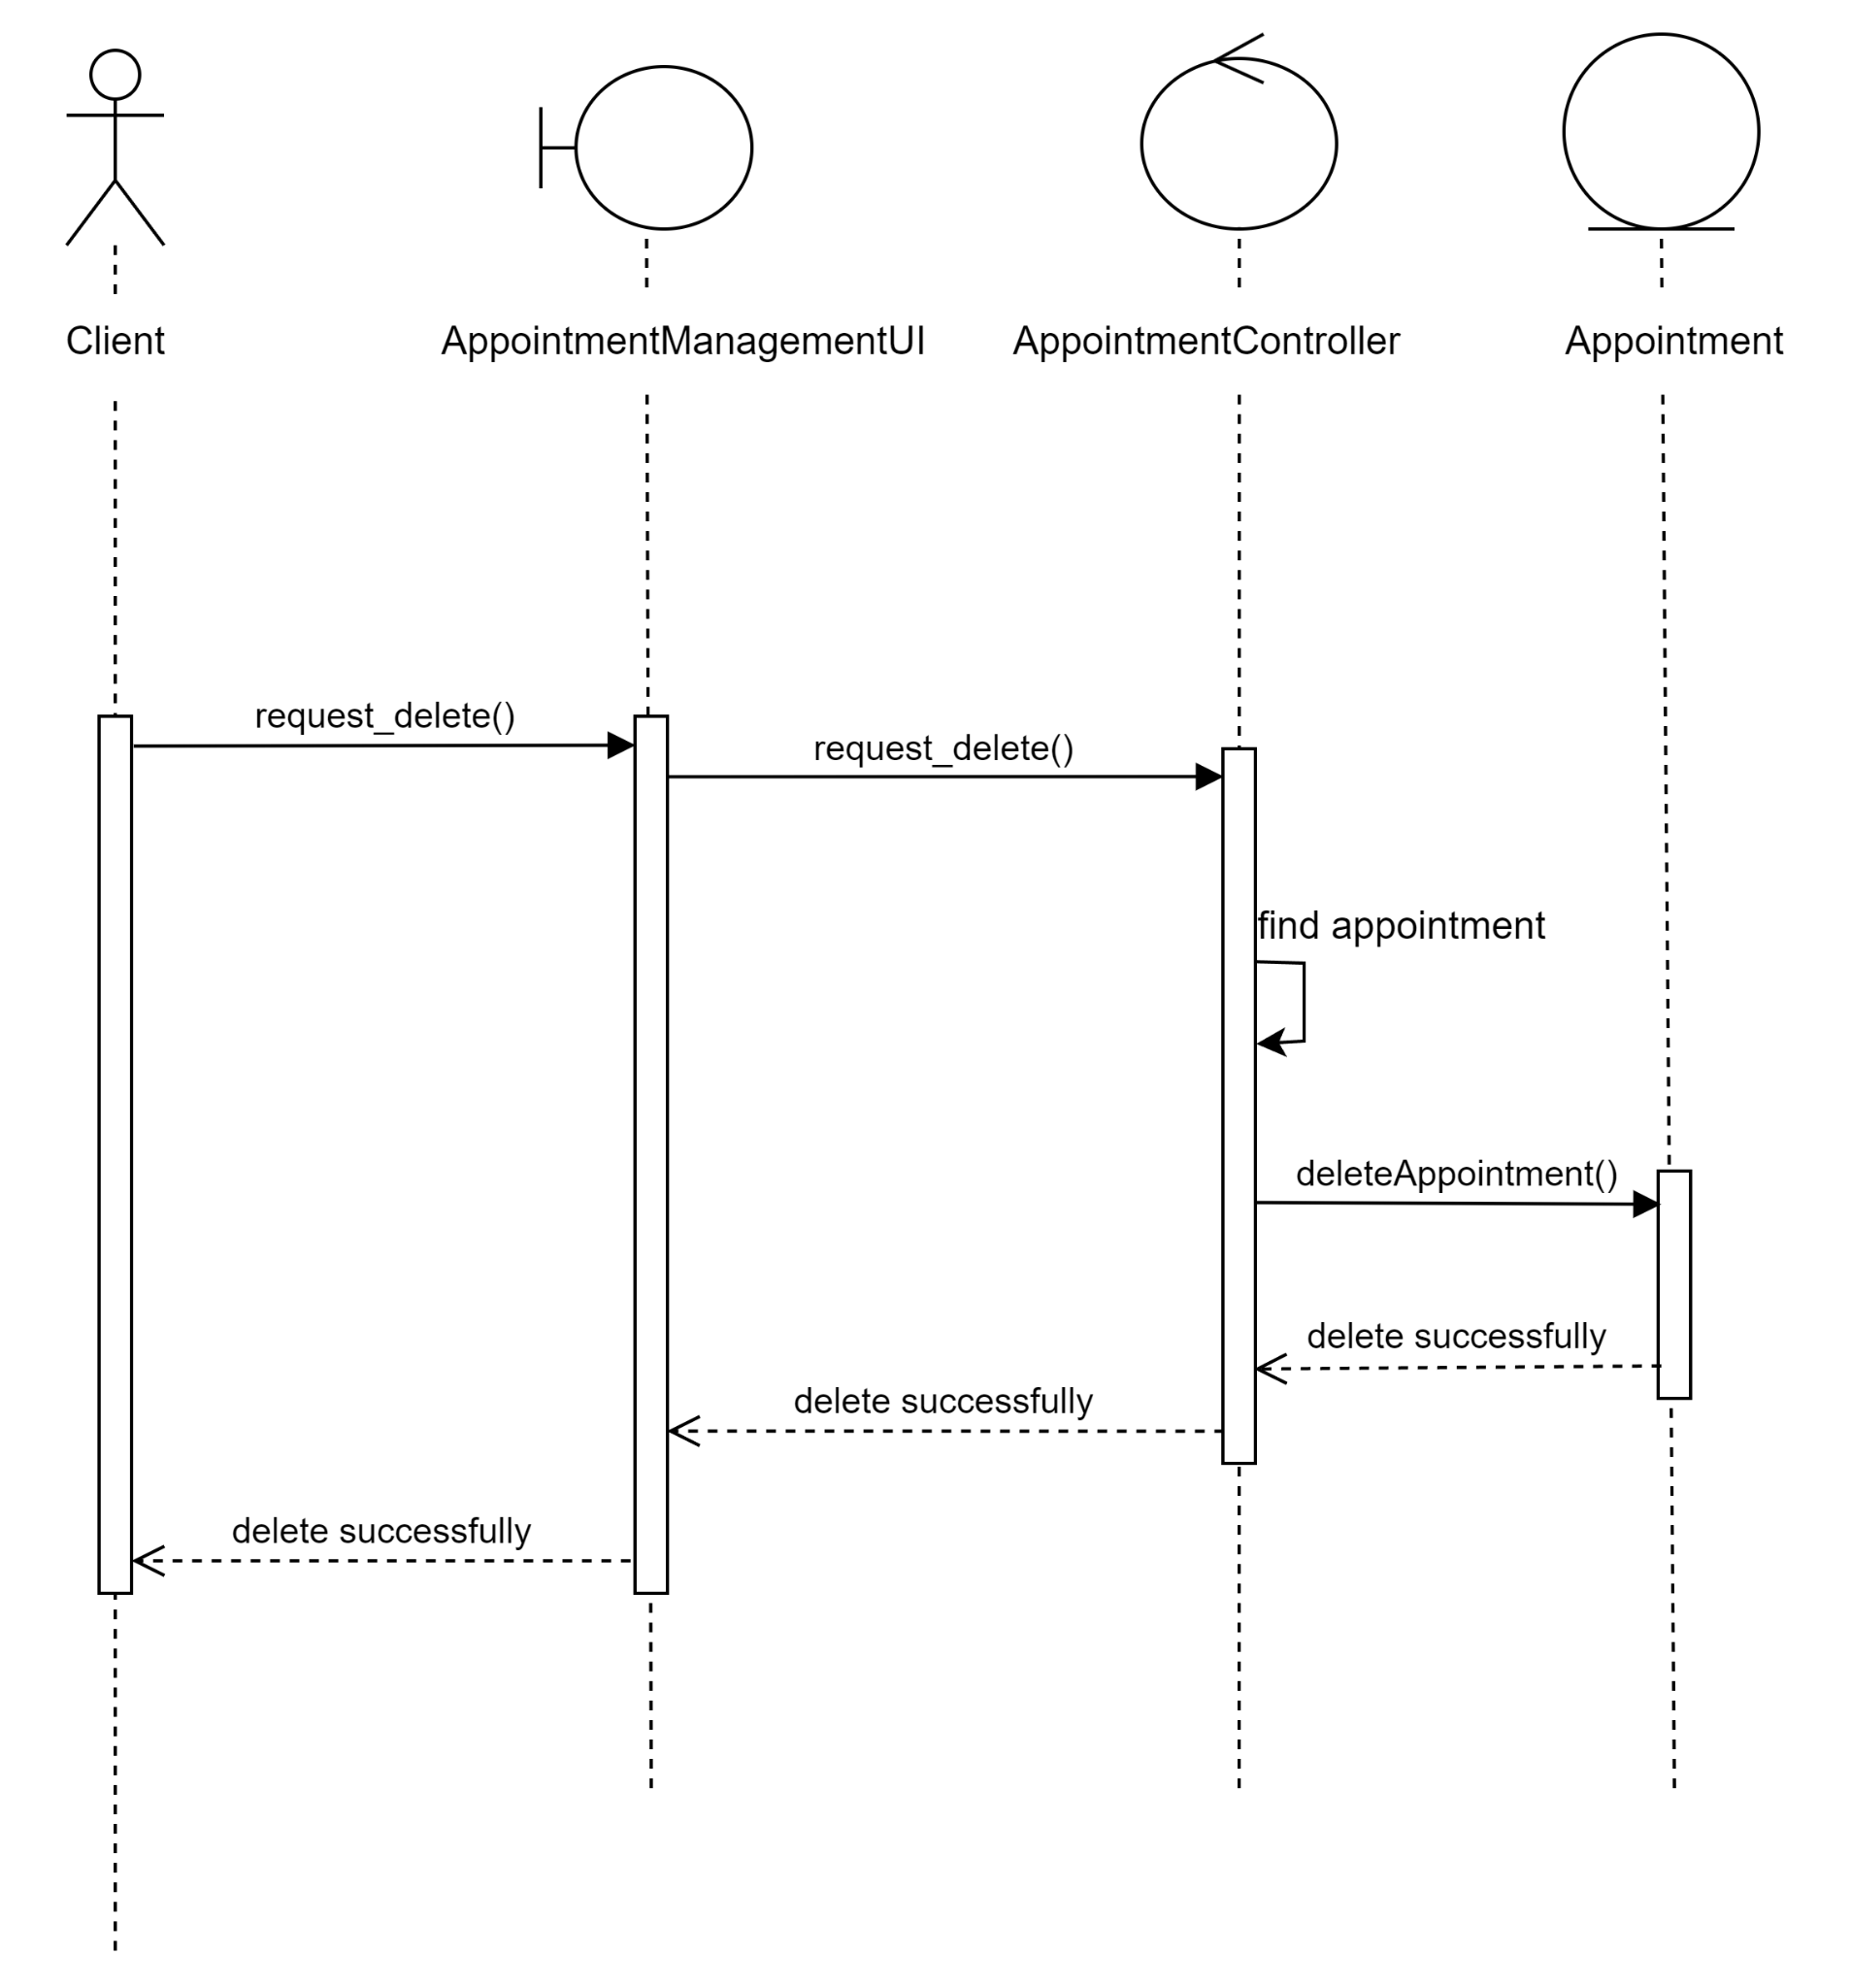 Client
AppointmentManagementUI
AppointmentController
Appointment
request_delete()
request_delete()
find appointment
deleteAppointment()
delete successfully
delete successfully
delete successfully